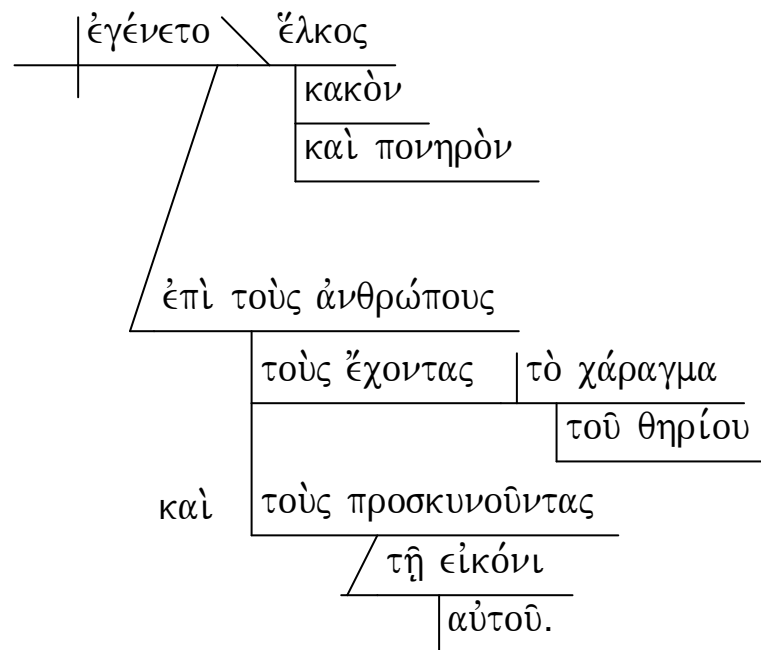 ἐγένετο ἕλκος
κακὸν
καὶ πονηρὸν
ἐπὶ τοὺς ἀνθρώπους
τοὺς ἔχοντας τὸ χάραγμα
τοῦ θηρίου
καὶ τοὺς προσκυνοῦντας
τῇ εἰκόνι
αὐτοῦ.